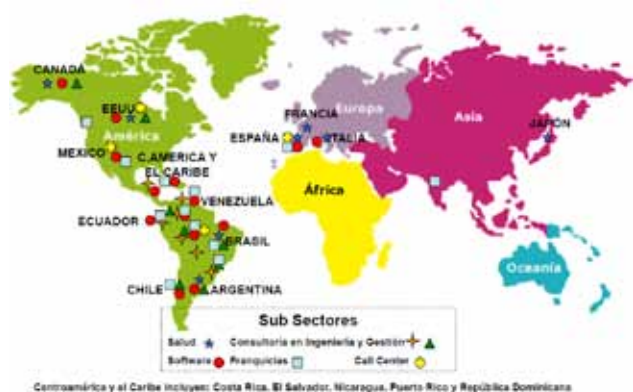 CANADÁ
EEUU
América
MEXICO
C.AMERICA Y
EL CARIBE
VENEZUELA
ECUADOR
BRASIL
CHILE
ARGENTINA
FRANCIA
Europa
ESPAÑA
ITALIA
Asia
JAPÓN
África
Oceanía
Sub Sectores
Salud Consultoría en Ingeniería y Gestión
Software Franquicias Call Center
Centroamérica y el Caribe incluyen: Costa Rica, El Salvador, Nicaragua, Puerto Rico y República Dominicana